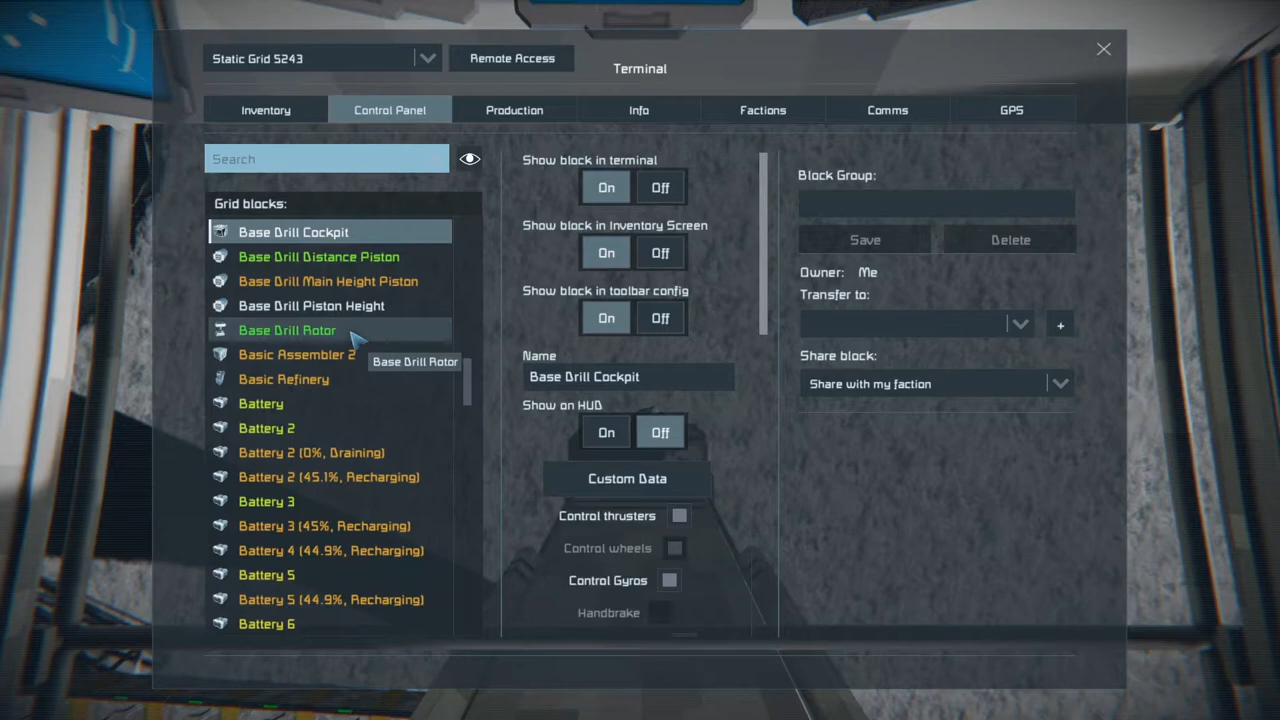 Static Grid 5243
Remote Access
Terminal
Inventory
Control Panel
Production
Info
Factions
Comms
GPS
Search
Grid blocks:
Base Drill Cockpit
Base Drill Distance Piston
Base Drill Main Height Piston
Base Drill Piston Height
Base Drill Rotor
Base Drill Rotor
Basic Assembler 2
Basic Refinery
Battery
Battery 2
Battery 2 (0%, Draining)
Battery 2 (45.1%, Recharging)
Battery 3
Battery 3 (45%, Recharging)
Battery 4 (44.9%, Recharging)
Battery 5
Battery 5 (44.9%, Recharging)
Battery 6
Show block in terminal
On Off
Show block in Inventory Screen
On Off
Show block in toolbar config
On Off
Name
Base Drill Cockpit
Show on HUD
On Off
Custom Data
Control thrusters
Control wheels
Control Gyros
Handbrake
Block Group:
Save Delete
Owner: Me
Transfer to:
+
Share block:
Share with my faction